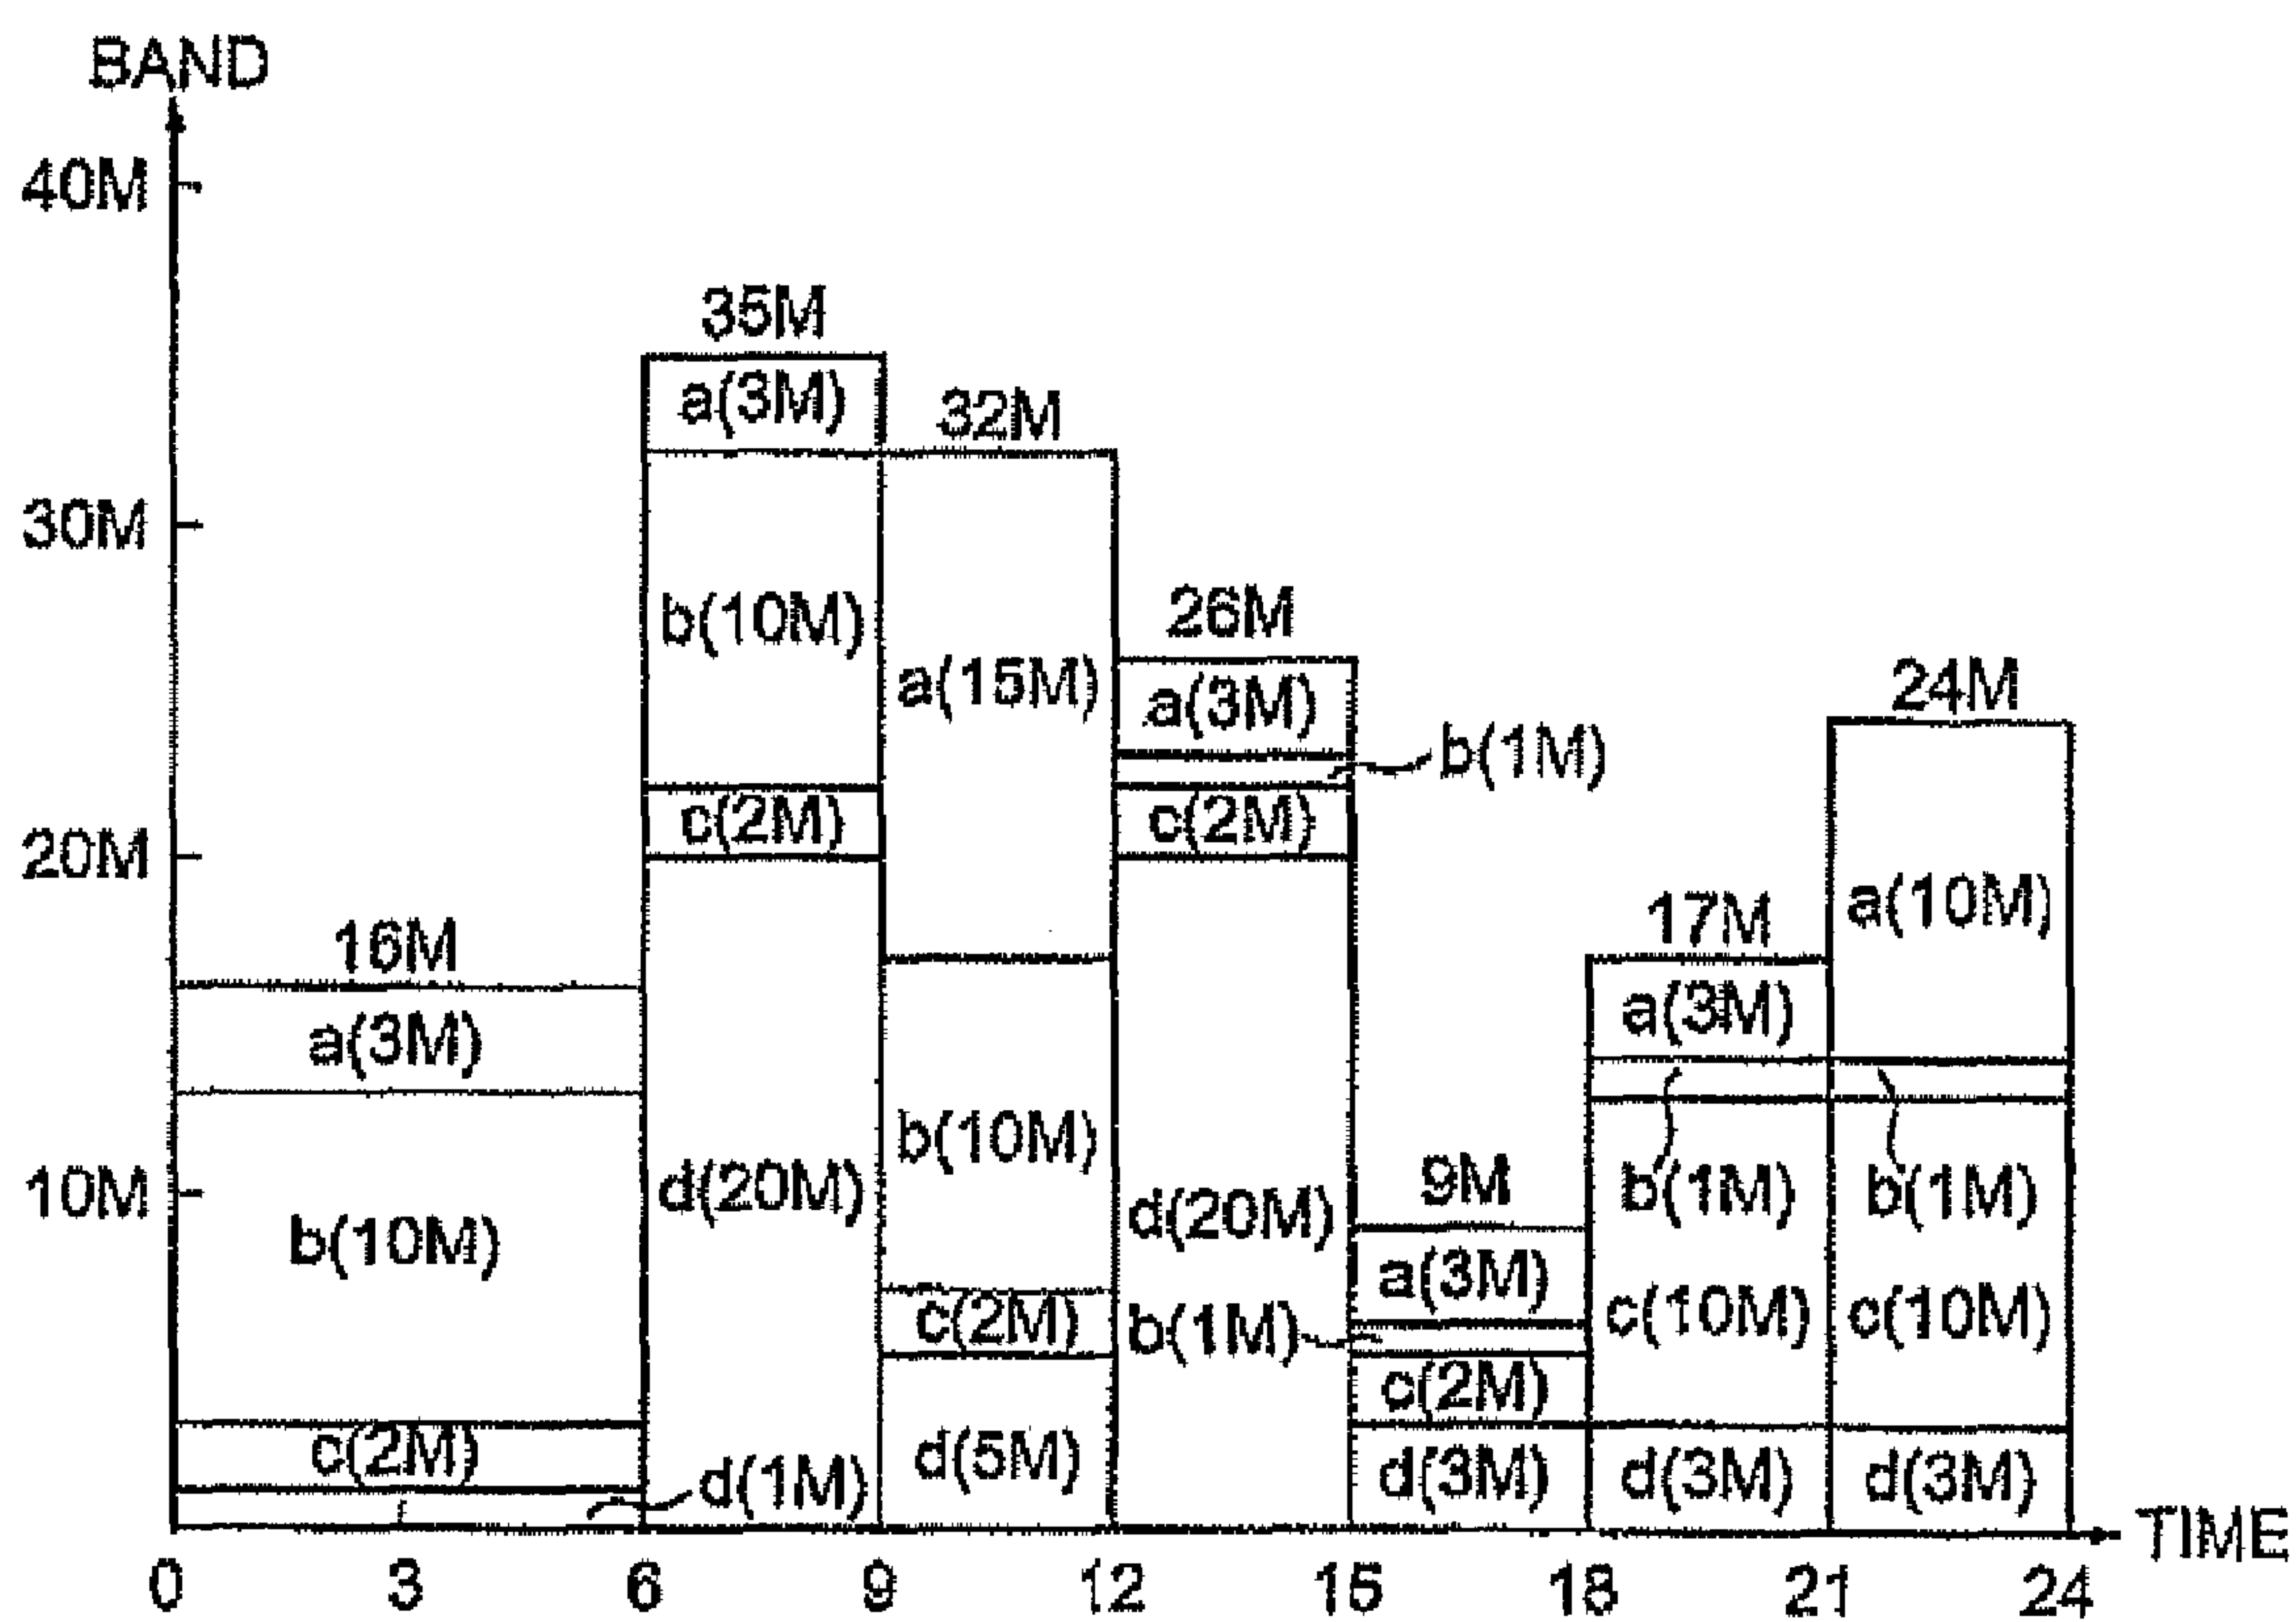 BAND
40M
30M
20M
10M
16M
a(3M)
b(10M)
c(2M)
d(1M)
35M
a(3M)
b(10M)
c(2M)
d(20M)
32M
a(15M)
b(10M)
c(2M)
d(5M)
26M
a(3M)
b(1M)
c(2M)
d(20M)
9M
a(3M)
b(1M)
c(2M)
d(3M)
17M
a(3M)
b(1M)
c(10M)
d(3M)
24M
a(10M)
b(1M)
c(10M)
d(3M)
0 3 6 9 12 15 18 21 24
TIME